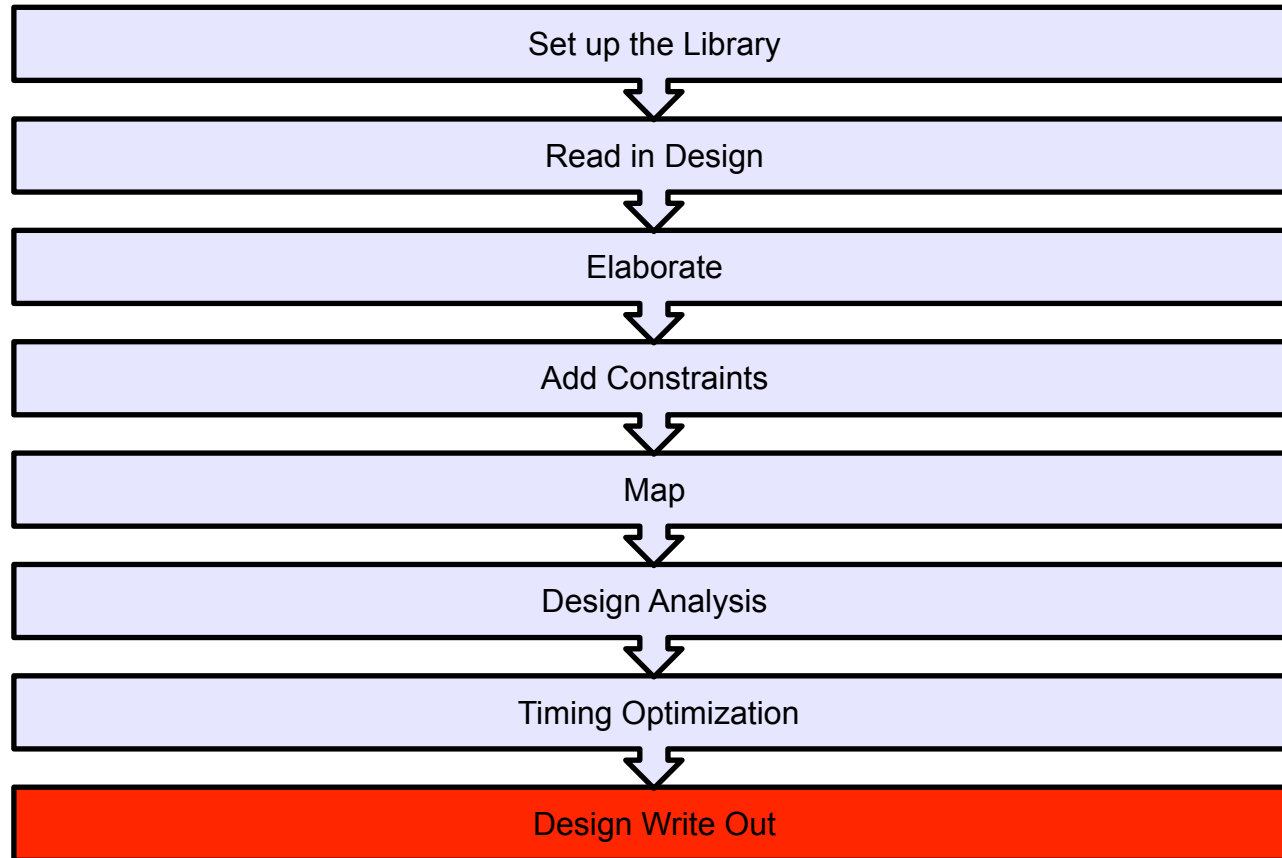 Set up the Library
Read in Design
Elaborate
Add Constraints
Map
Design Analysis
Timing Optimization
Design Write Out